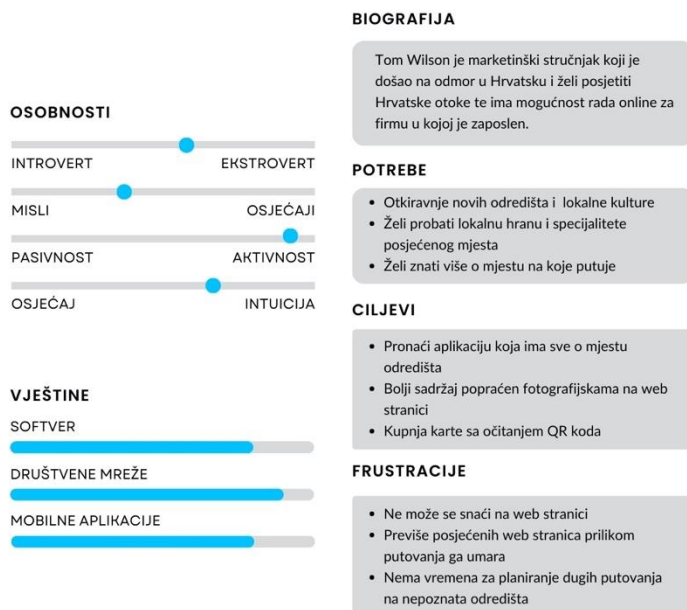 OSOBNOSTI
INTROVERT EKSTROVERT
MISLI OSJEĆAJI
PASIVNOST AKTIVNOST
OSJEĆAJ INTUICIJA
VJEŠTINE
SOFTVER
DRUŠTVENE MREŽE
MOBILNE APLIKACIJE
BIOGRAFIJA
Tom Wilson je marketinški stručnjak koji je
došao na odmor u Hrvatsku i želi posjetiti
Hrvatske otoke te ima mogućnost rada online za
firmu u kojoj je zaposlen.
POTREBE
• Otkiravnje novih odredišta i lokalne kulture
• Želi probati lokalnu hranu i specijalitete
posjećenog mjesta
• Želi znati više o mjestu na koje putuje
CILJEVI
• Pronaći aplikaciju koja ima sve o mjestu
odredišta
• Bolji sadržaj popraćen fotografijskama na web
stranici
• Kupnja karte sa očitanjem QR koda
FRUSTRACIJE
• Ne može se snaći na web stranici
• Previše posjećenih web stranica prilikom
putovanja ga umara
• Nema vremena za planiranje dugih putovanja
na nepoznata odredišta